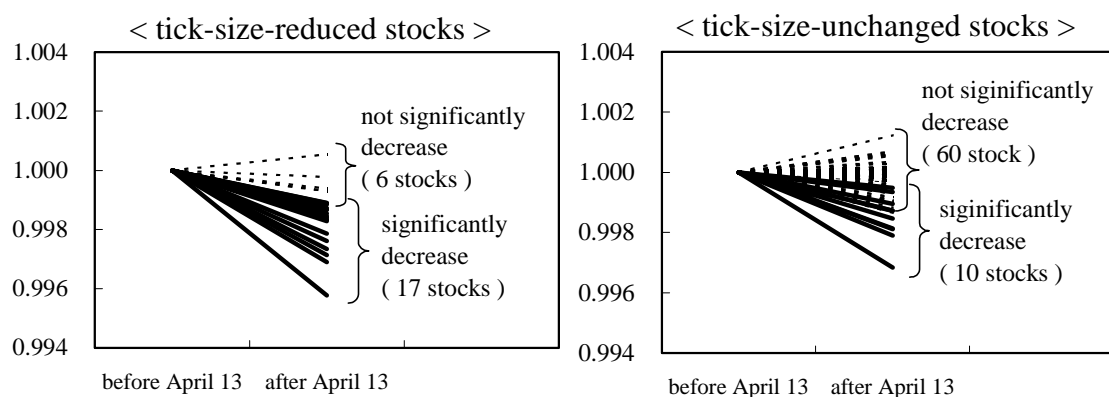 < tick-size-reduced stocks >
1.004
1.002
1.000
0.998
0.996
0.994
not significantly
decrease
( 6 stocks )
significantly
decrease
( 17 stocks )
before April 13 after April 13
< tick-size-unchanged stocks >
1.004
1.002
1.000
0.998
0.996
0.994
not siginificantly
decrease
( 60 stock )
siginificantly
decrease
( 10 stocks )
before April 13 after April 13